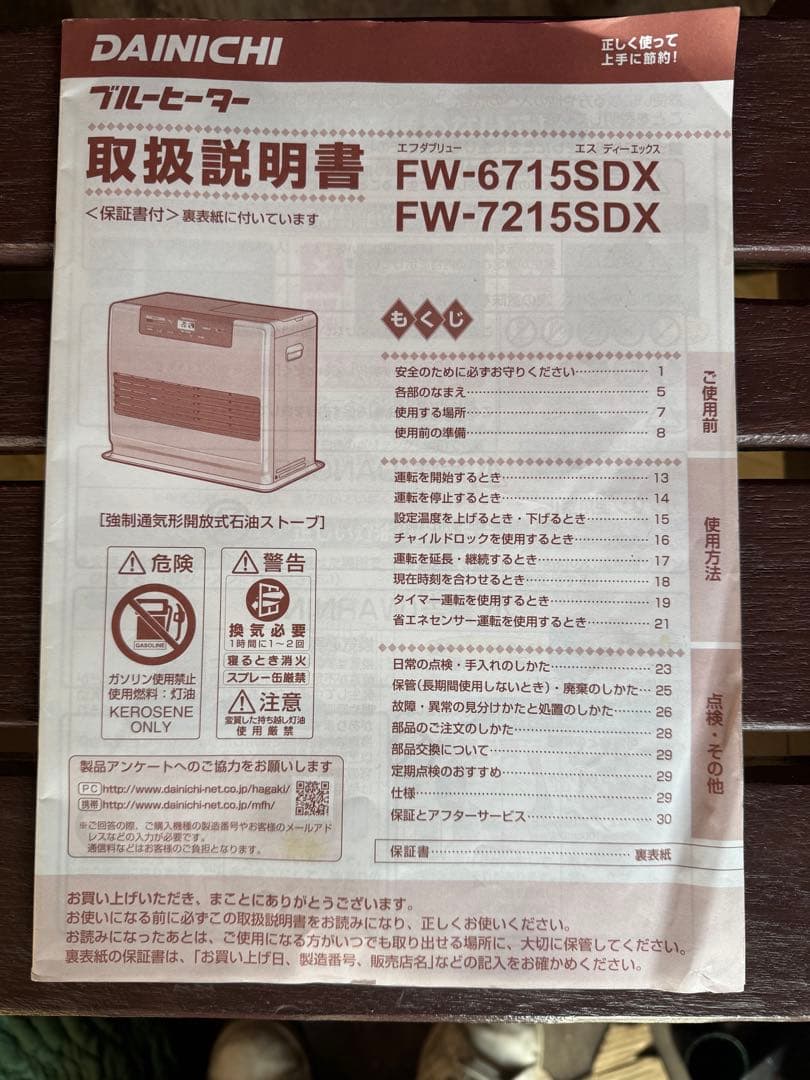 DAINICHI
正しく使って
上手に節約!
ブルーヒーター
取扱説明書
<保証書付>裏表紙に付いています
エフダブリュー エス ディーエックス
FW-6715SDX
FW-7215SDX
もくじ
安全のために必ずお守りください 1
各部のなまえ 5
使用する場所 7
使用前の準備 8
ご使用前
運転を開始するとき 13
運転を停止するとき 14
設定温度を上げるとき・下げるとき 15
チャイルドロックを使用するとき 16
運転を延長・継続するとき 17
現在時刻を合わせるとき 18
タイマー運転を使用するとき 19
省エネセンサー運転を使用するとき 21
使用方法
日常の点検・手入れのしかた 23
保管(長期間使用しないとき)・廃棄のしかた 25
故障・異常の見分けかたと処置のしかた 26
部品のご注文のしかた 28
部品交換について 29
定期点検のおすすめ 29
仕様 29
保証とアフターサービス 30
点検・その他
保証書 裏表紙
[強制通気形開放式石油ストーブ]
危険
GASOLINE
ガソリン使用禁止
使用燃料:灯油
KEROSENE
ONLY
警告
換気必要
1時間に1〜2回
寝るとき消火
スプレー缶厳禁
注意
変質した持ち越し灯油
使用厳禁
製品アンケートへのご協力をお願いします
PC http://www.dainichi-net.co.jp/hagaki/
携帯 http://www.dainichi-net.co.jp/mfh/
※ご回答の際、ご購入機種の製造番号やお客様のメールアド
レスなどの入力が必要です。
通信料などはお客様のご負担となります。
お買い上げいただき、まことにありがとうございます。
お使いになる前に必ずこの取扱説明書をお読みになり、正しくお使いください。
お読みになったあとは、ご使用になる方がいつでも取り出せる場所に、大切に保管してください。
裏表紙の保証書は、「お買い上げ日、製造番号、販売店名」などの記入をお確かめください。